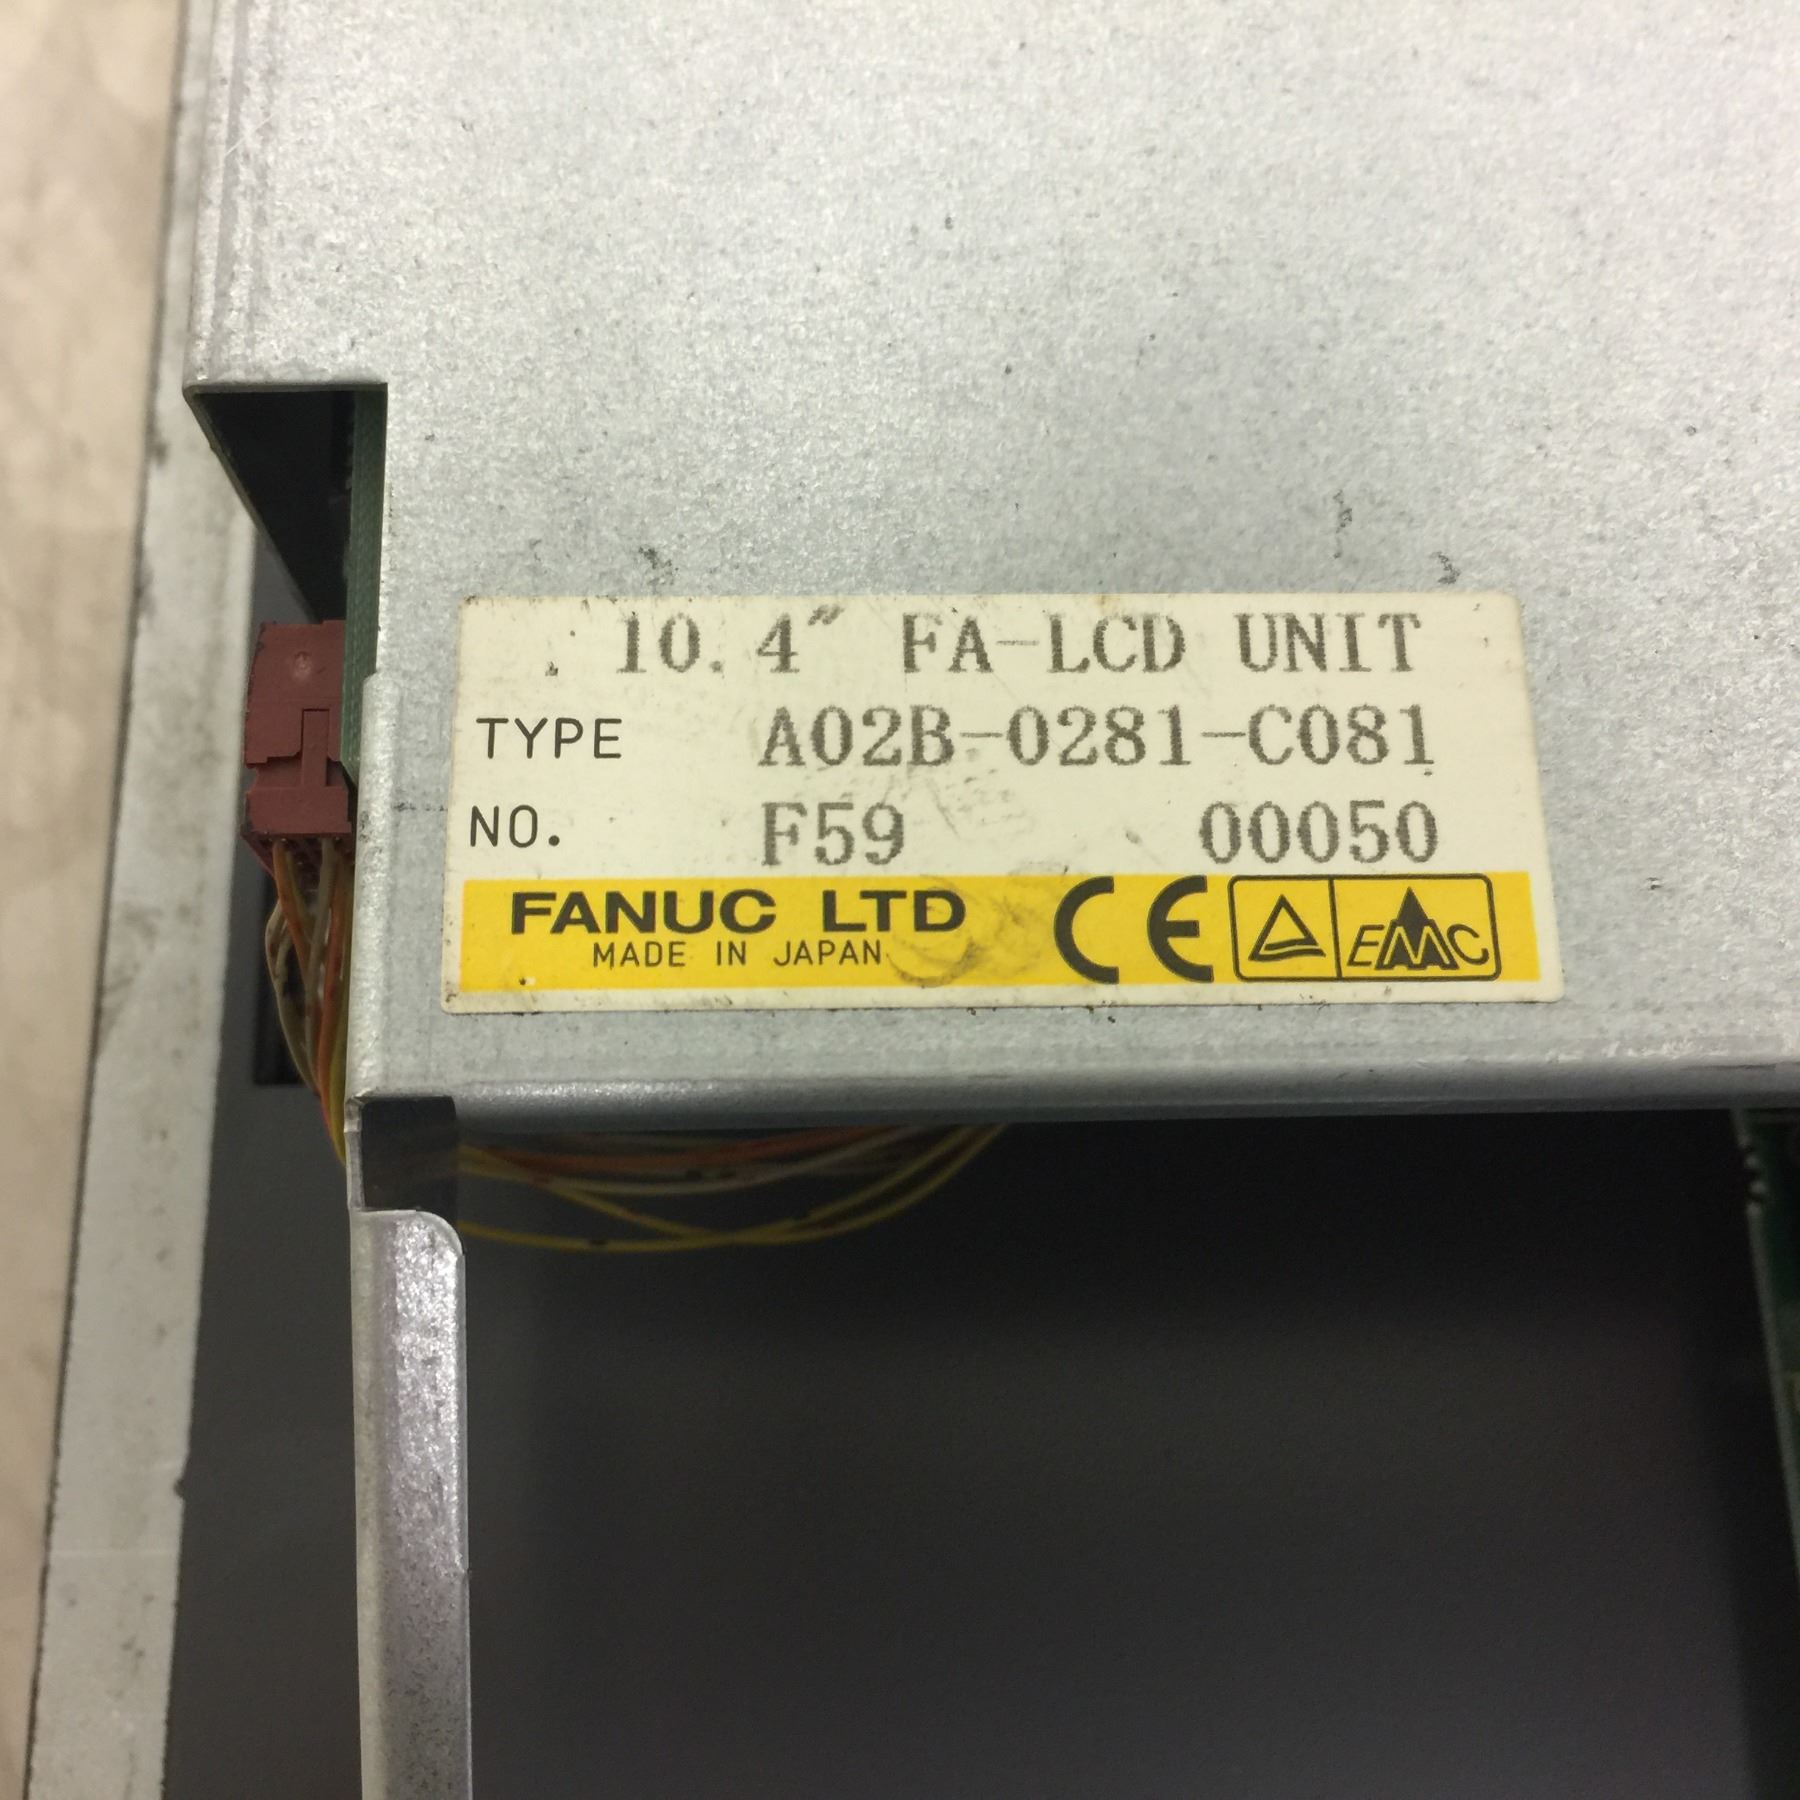 10.4" FA-LCD UNIT
TYPE A02B-0281-C081
NO. F59 00050
FANUC LTD
MADE IN JAPAN
CE EMC